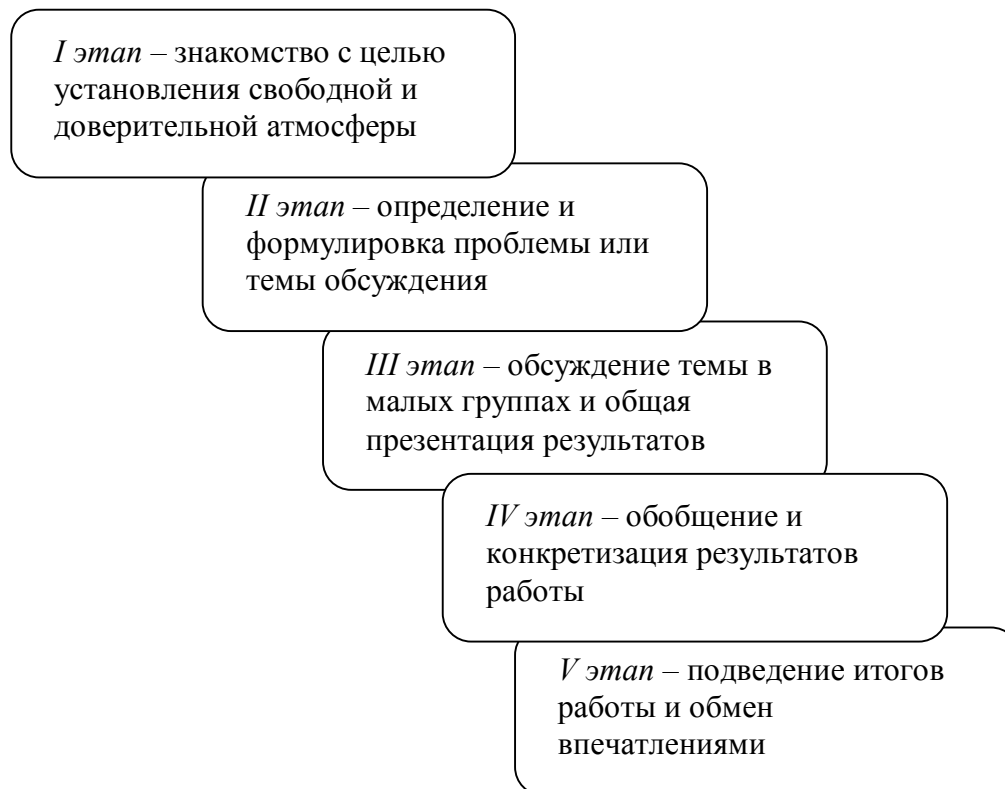 I этап – знакомство с целью
установления свободной и
доверительной атмосферы
II этап – определение и
формулировка проблемы или
темы обсуждения
III этап – обсуждение темы в
малых группах и общая
презентация результатов
IV этап – обобщение и
конкретизация результатов
работы
V этап – подведение итогов
работы и обмен
впечатлениями